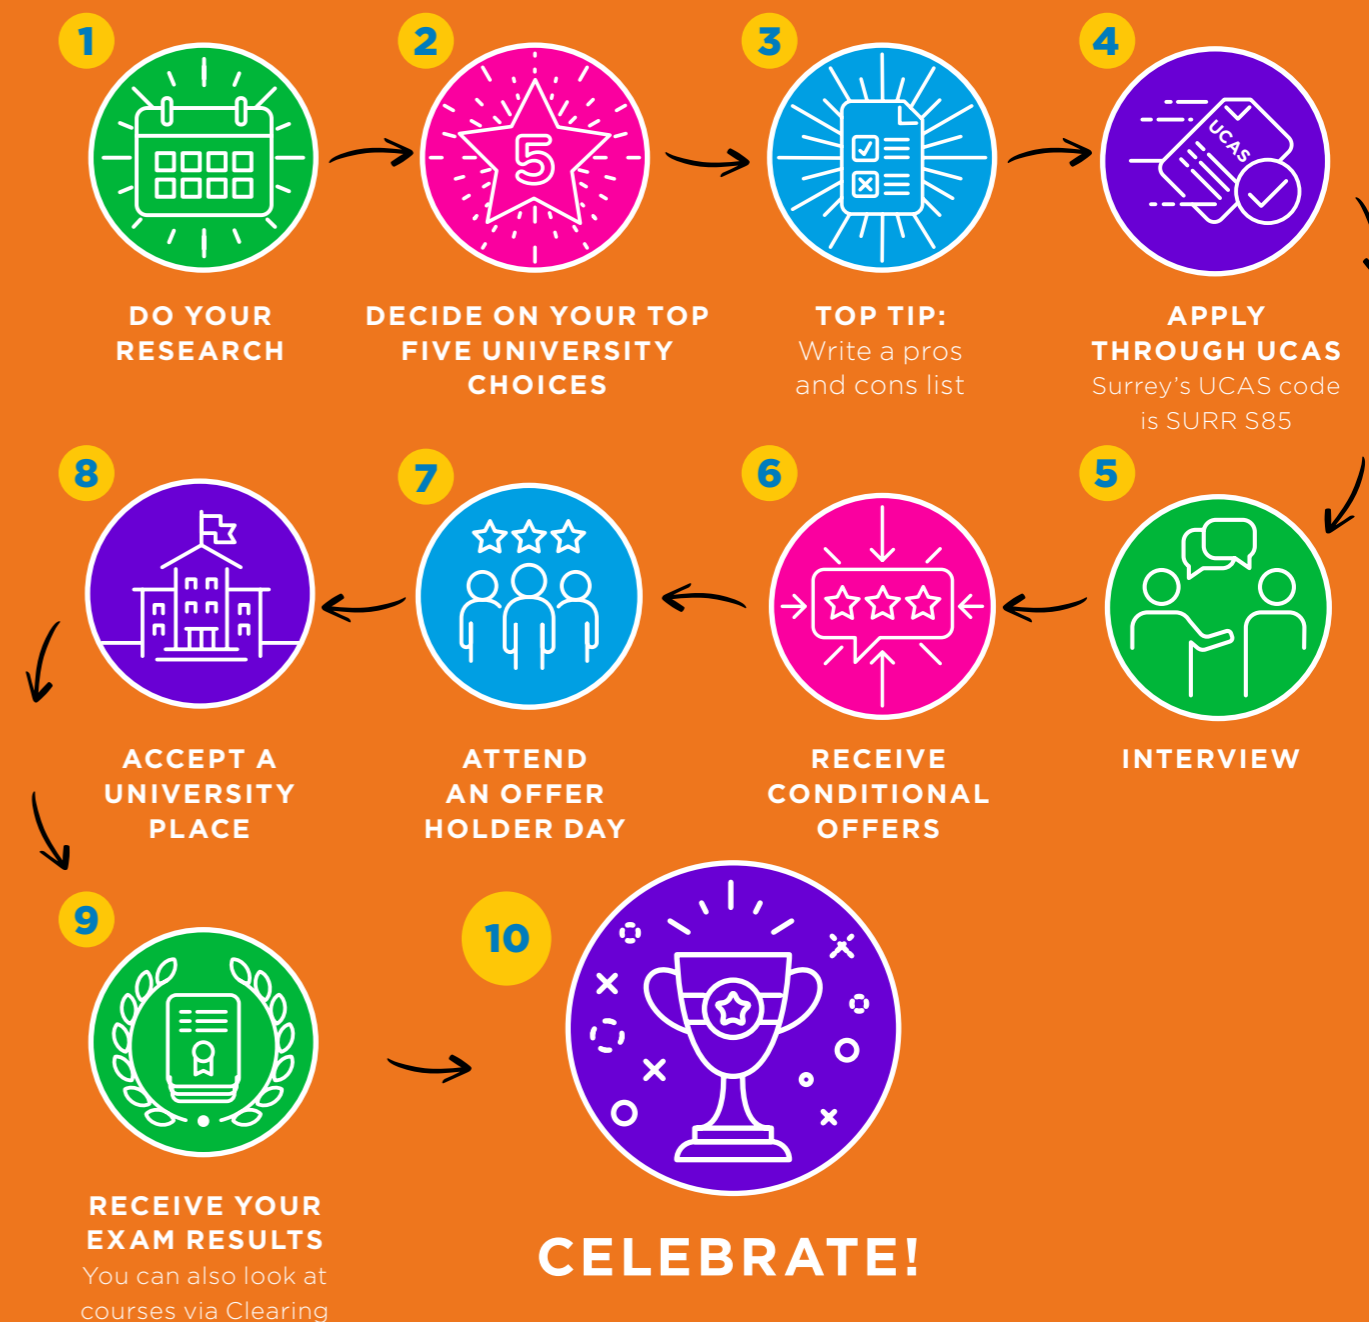 1
DO YOUR
RESEARCH
2
5
DECIDE ON YOUR TOP
FIVE UNIVERSITY
CHOICES
3
TOP TIP:
Write a pros
and cons list
4
UCAS
APPLY
THROUGH UCAS
Surrey's UCAS code
is SURR S85
5
INTERVIEW
6
RECEIVE
CONDITIONAL
OFFERS
7
ATTEND
AN OFFER
HOLDER DAY
8
ACCEPT A
UNIVERSITY
PLACE
9
RECEIVE YOUR
EXAM RESULTS
You can also look at
courses via Clearing
10
CELEBRATE!